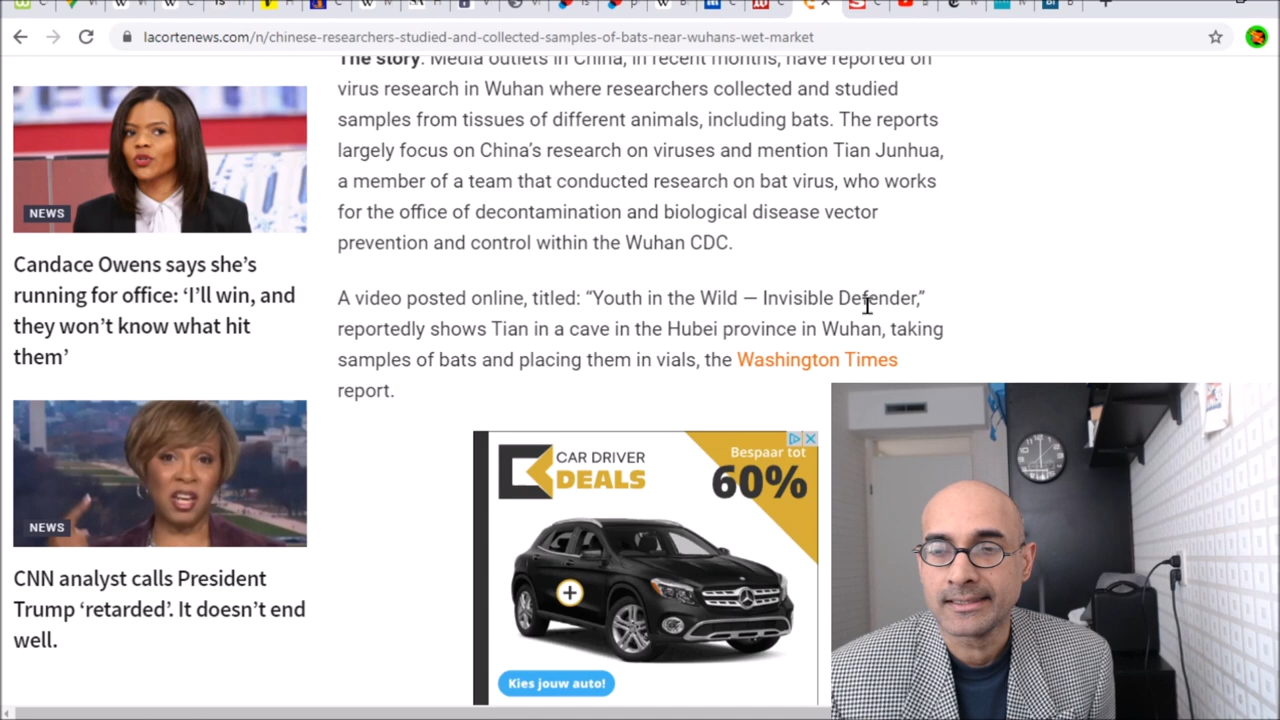 lacortenews.com/n/chinese-researchers-studied-and-collected-samples-of-bats-near-wuhans-wet-market
The story: Media outlets in China, in recent months, have reported on
virus research in Wuhan where researchers collected and studied
samples from tissues of different animals, including bats. The reports
largely focus on China’s research on viruses and mention Tian Junhua,
a member of a team that conducted research on bat virus, who works
for the office of decontamination and biological disease vector
prevention and control within the Wuhan CDC.
A video posted online, titled: “Youth in the Wild — Invisible Defender,”
reportedly shows Tian in a cave in the Hubei province in Wuhan, taking
samples of bats and placing them in vials, the Washington Times
report.
NEWS
Candace Owens says she’s
running for office: ‘I’ll win, and
they won’t know what hit
them’
NEWS
CNN analyst calls President
Trump ‘retarded’. It doesn’t end
well.
CAR DRIVER
DEALS
Bespaar tot
60%
Kies jouw auto!